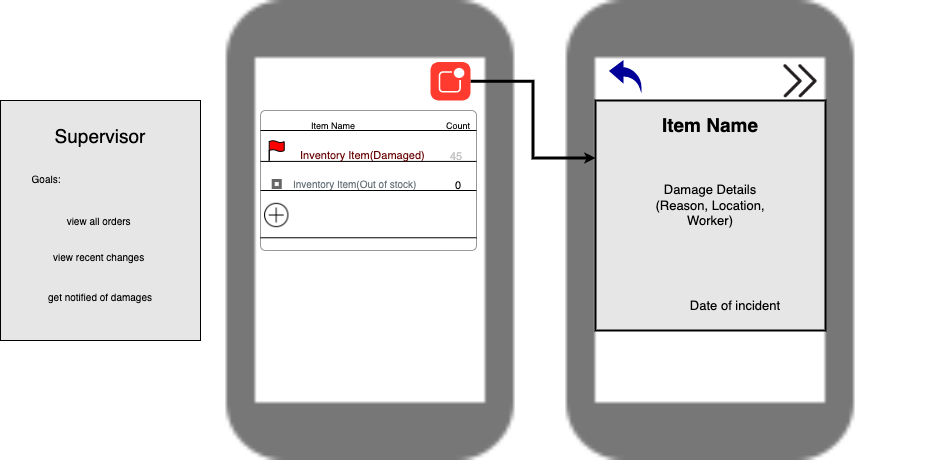 Supervisor
Goals:
view all orders
view recent changes
get notified of damages
Item Name Count
Inventory Item(Damaged) 45
Inventory Item(Out of stock) 0
Item Name
Damage Details
(Reason, Location,
Worker)
Date of incident